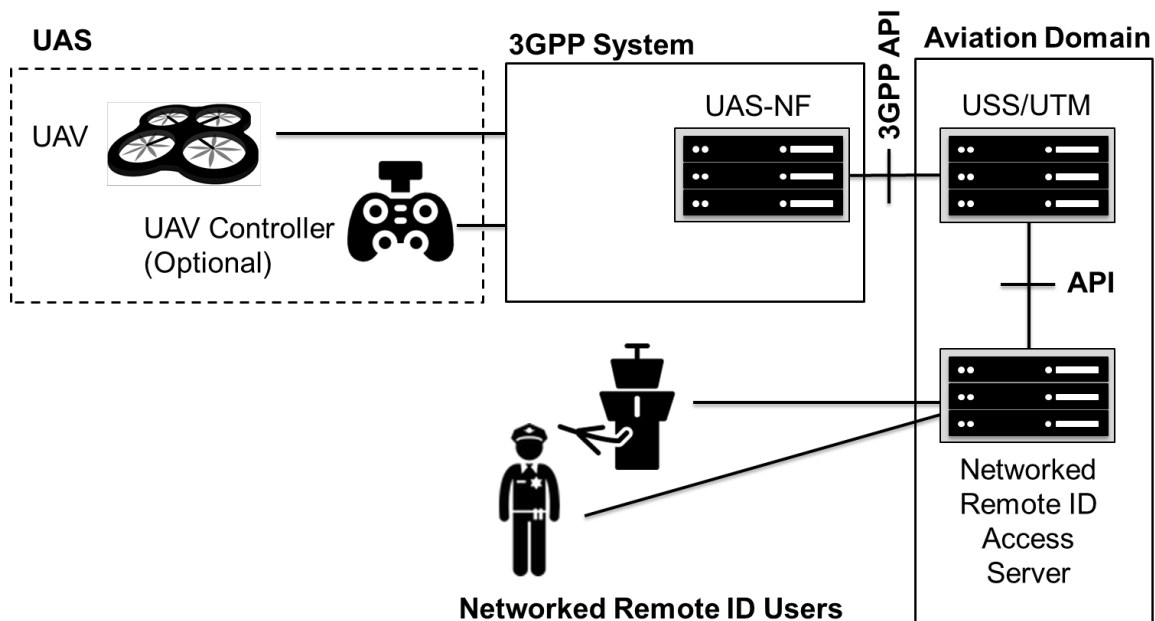 UAS
3GPP System
3GPP API
Aviation Domain
UAV
UAS-NF
USS/UTM
UAV Controller
(Optional)
API
Networked
Remote ID
Access
Server
Networked Remote ID Users